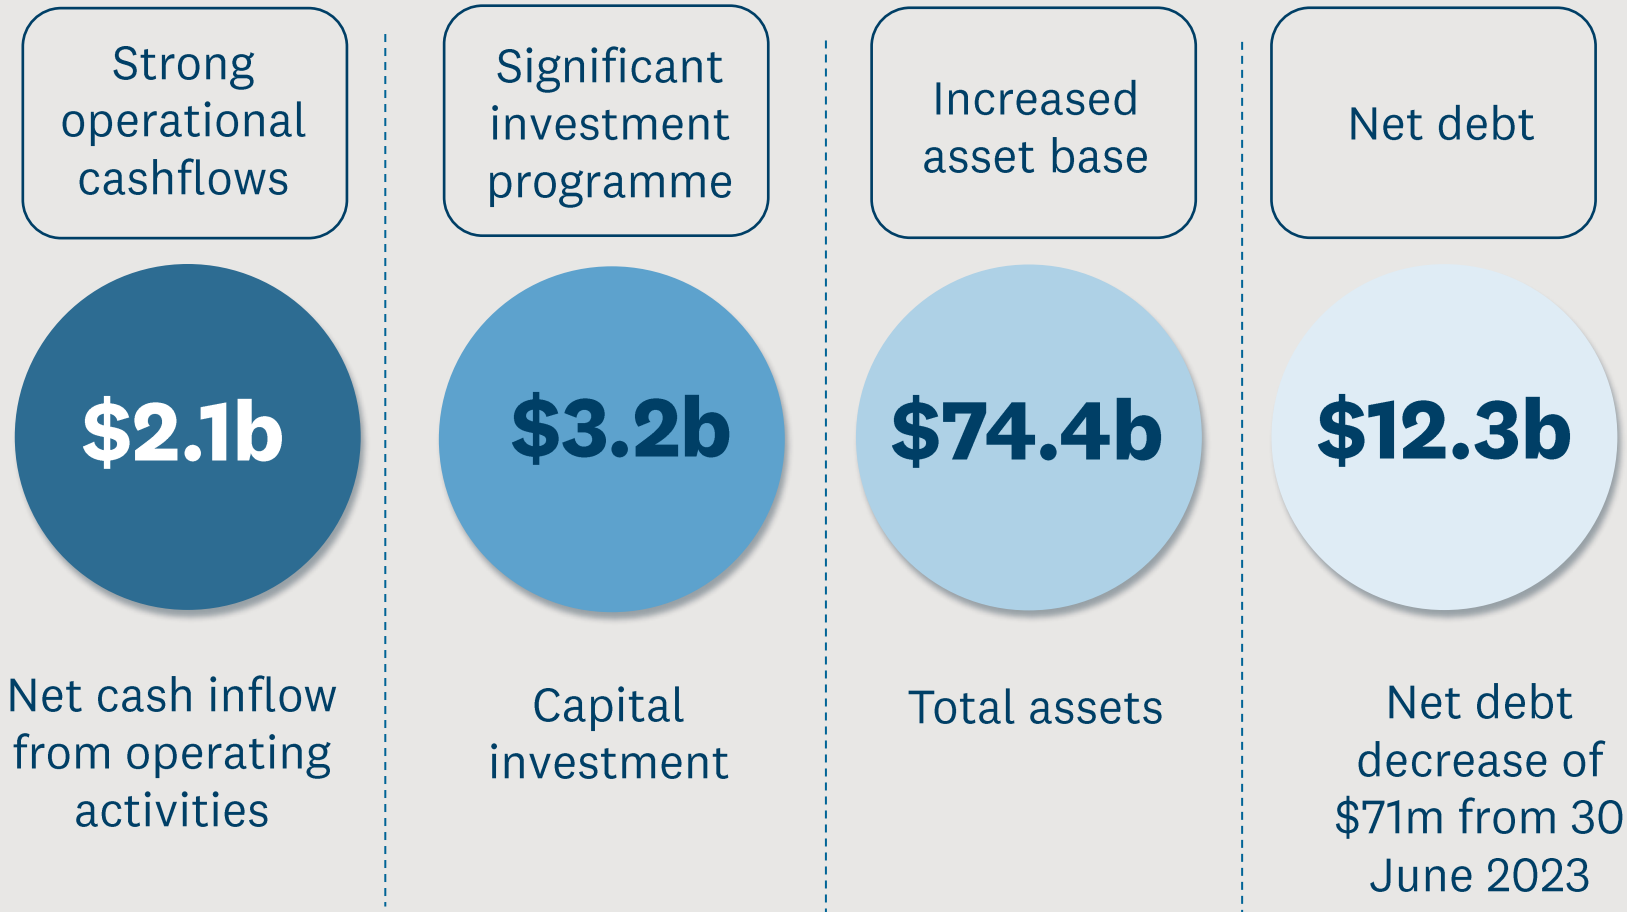 Strong
operational
cashflows
$2.1b
Net cash inflow
from operating
activities
Significant
investment
programme
$3.2b
Capital
investment
Increased
asset base
$74.4b
Total assets
Net debt
$12.3b
Net debt
decrease of
$71m from 30
June 2023